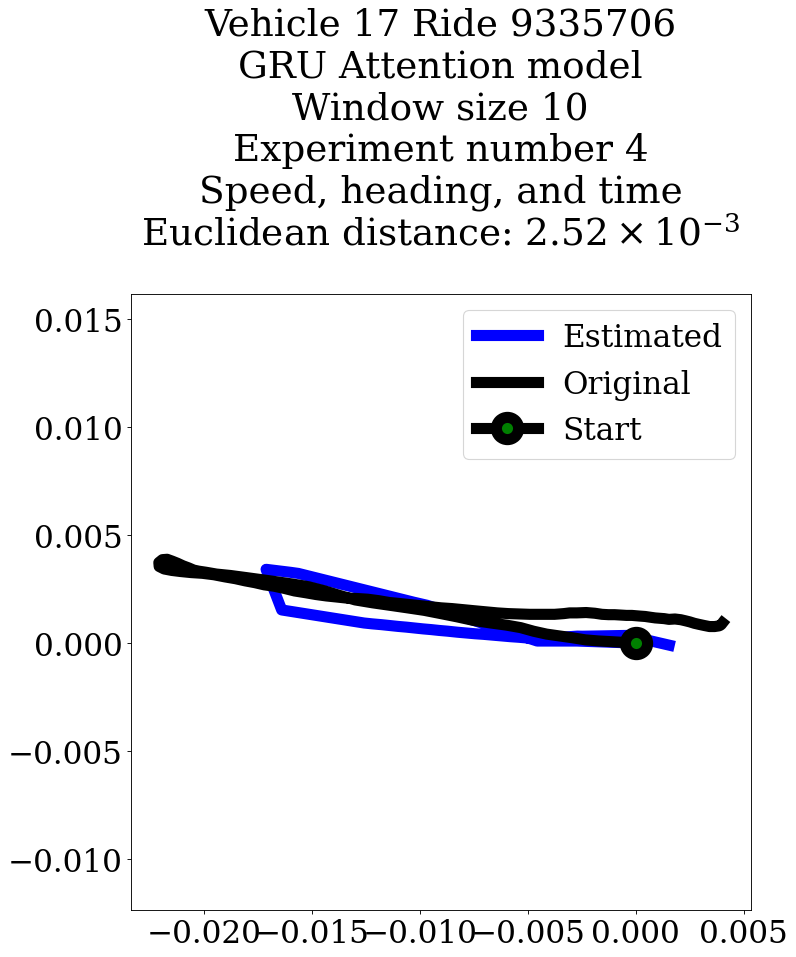 Vehicle 17 Ride 9335706
GRU Attention model
Window size 10
Experiment number 4
Speed, heading, and time
Euclidean distance: 2.52 × 10⁻³
Estimated
Original
Start
0.015
0.010
0.005
0.000
−0.005
−0.010
−0.020 −0.015 −0.010 −0.005 0.000 0.005